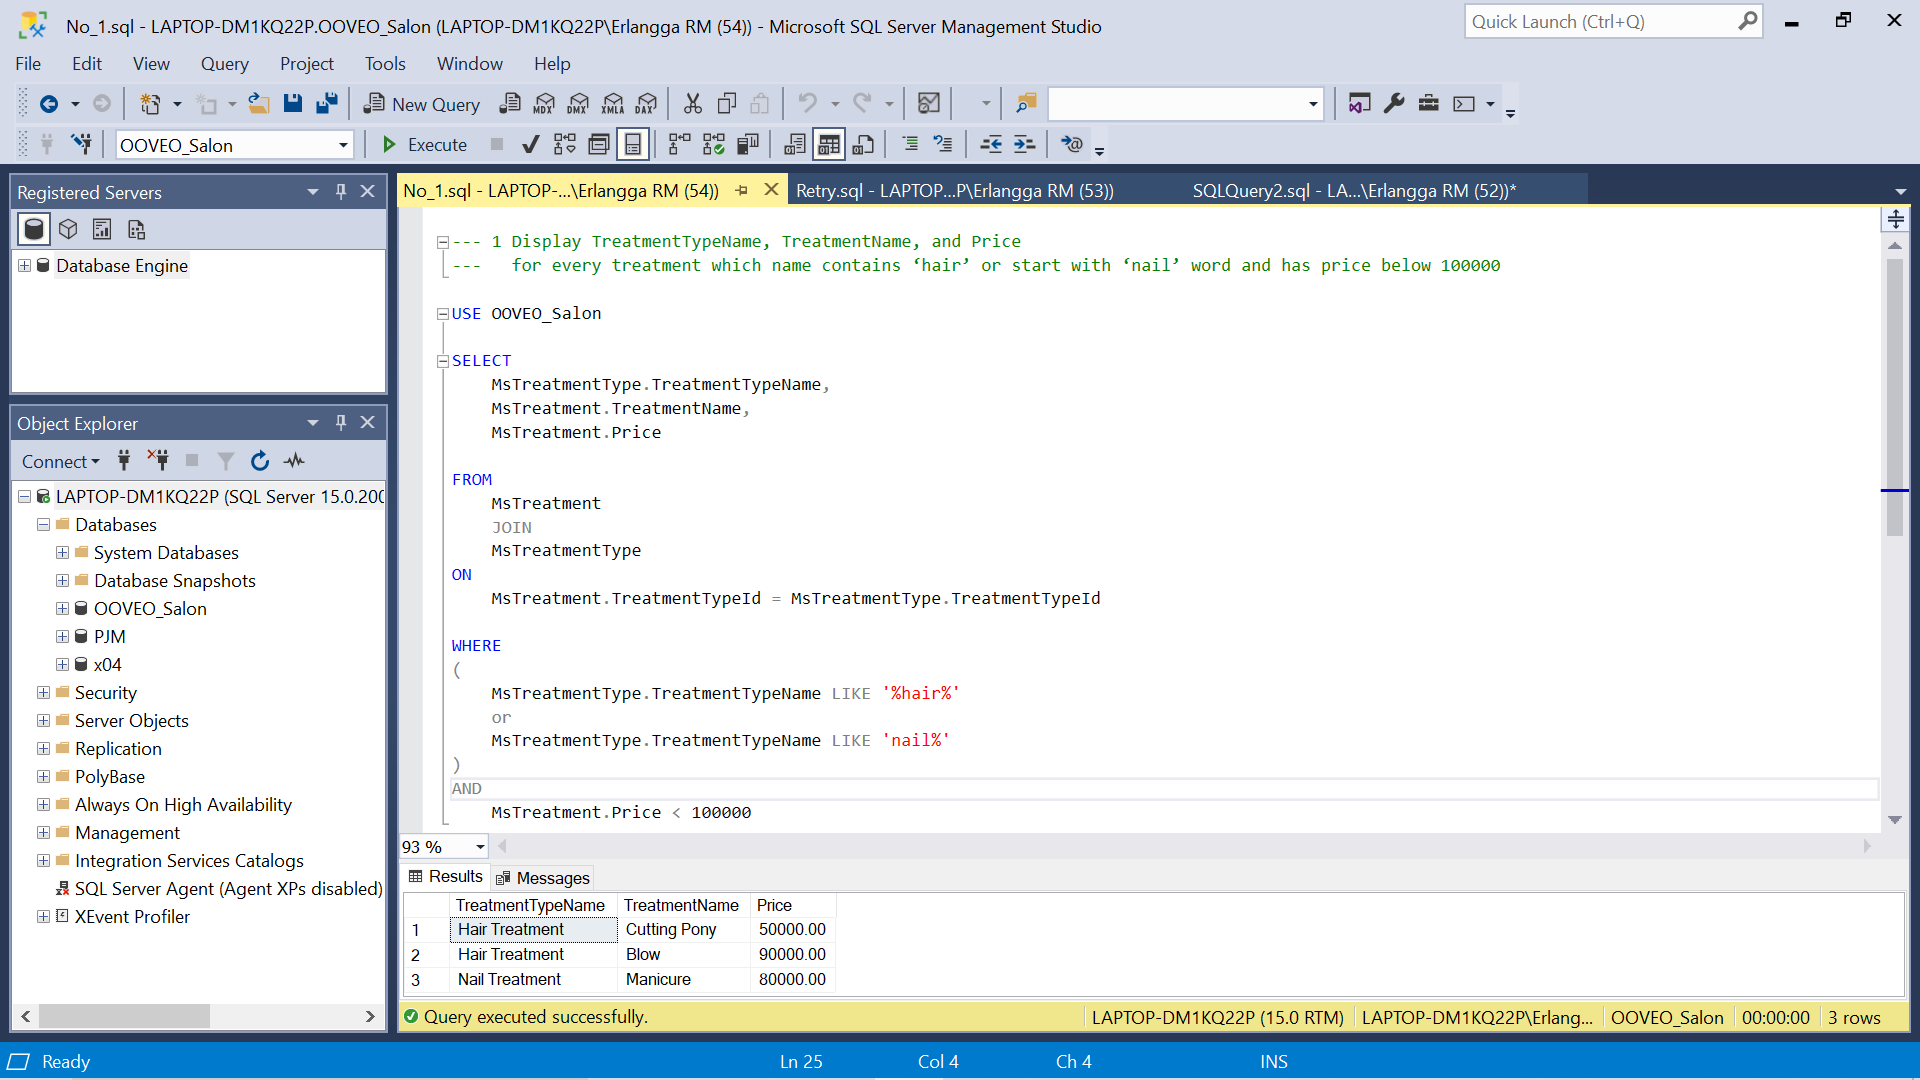 No_1.sql - LAPTOP-DM1KQ22P.OOVEO_Salon (LAPTOP-DM1KQ22P\Erlangga RM (54)) - Microsoft SQL Server Management Studio
Quick Launch (Ctrl+Q)
File Edit View Query Project Tools Window Help
New Query MDX DMX XMLA DAX
OOVEO_Salon Execute
Registered Servers
Database Engine
Object Explorer
Connect
LAPTOP-DM1KQ22P (SQL Server 15.0.200
Databases
System Databases
Database Snapshots
OOVEO_Salon
PJM
x04
Security
Server Objects
Replication
PolyBase
Always On High Availability
Management
Integration Services Catalogs
SQL Server Agent (Agent XPs disabled)
XEvent Profiler
No_1.sql - LAPTOP-...\Erlangga RM (54)) Retry.sql - LAPTOP...P\Erlangga RM (53)) SQLQuery2.sql - LA...\Erlangga RM (52))*
--- 1 Display TreatmentTypeName, TreatmentName, and Price
--- for every treatment which name contains ‘hair’ or start with ‘nail’ word and has price below 100000
USE OOVEO_Salon
SELECT
MsTreatmentType.TreatmentTypeName,
MsTreatment.TreatmentName,
MsTreatment.Price
FROM
MsTreatment
JOIN
MsTreatmentType
ON
MsTreatment.TreatmentTypeId = MsTreatmentType.TreatmentTypeId
WHERE
(
MsTreatmentType.TreatmentTypeName LIKE '%hair%'
or
MsTreatmentType.TreatmentTypeName LIKE 'nail%'
)
AND
MsTreatment.Price < 100000
93 %
Results Messages
TreatmentTypeName TreatmentName Price
1 Hair Treatment Cutting Pony 50000.00
2 Hair Treatment Blow 90000.00
3 Nail Treatment Manicure 80000.00
Query executed successfully. LAPTOP-DM1KQ22P (15.0 RTM) LAPTOP-DM1KQ22P\Erlang... OOVEO_Salon 00:00:00 3 rows
Ready Ln 25 Col 4 Ch 4 INS